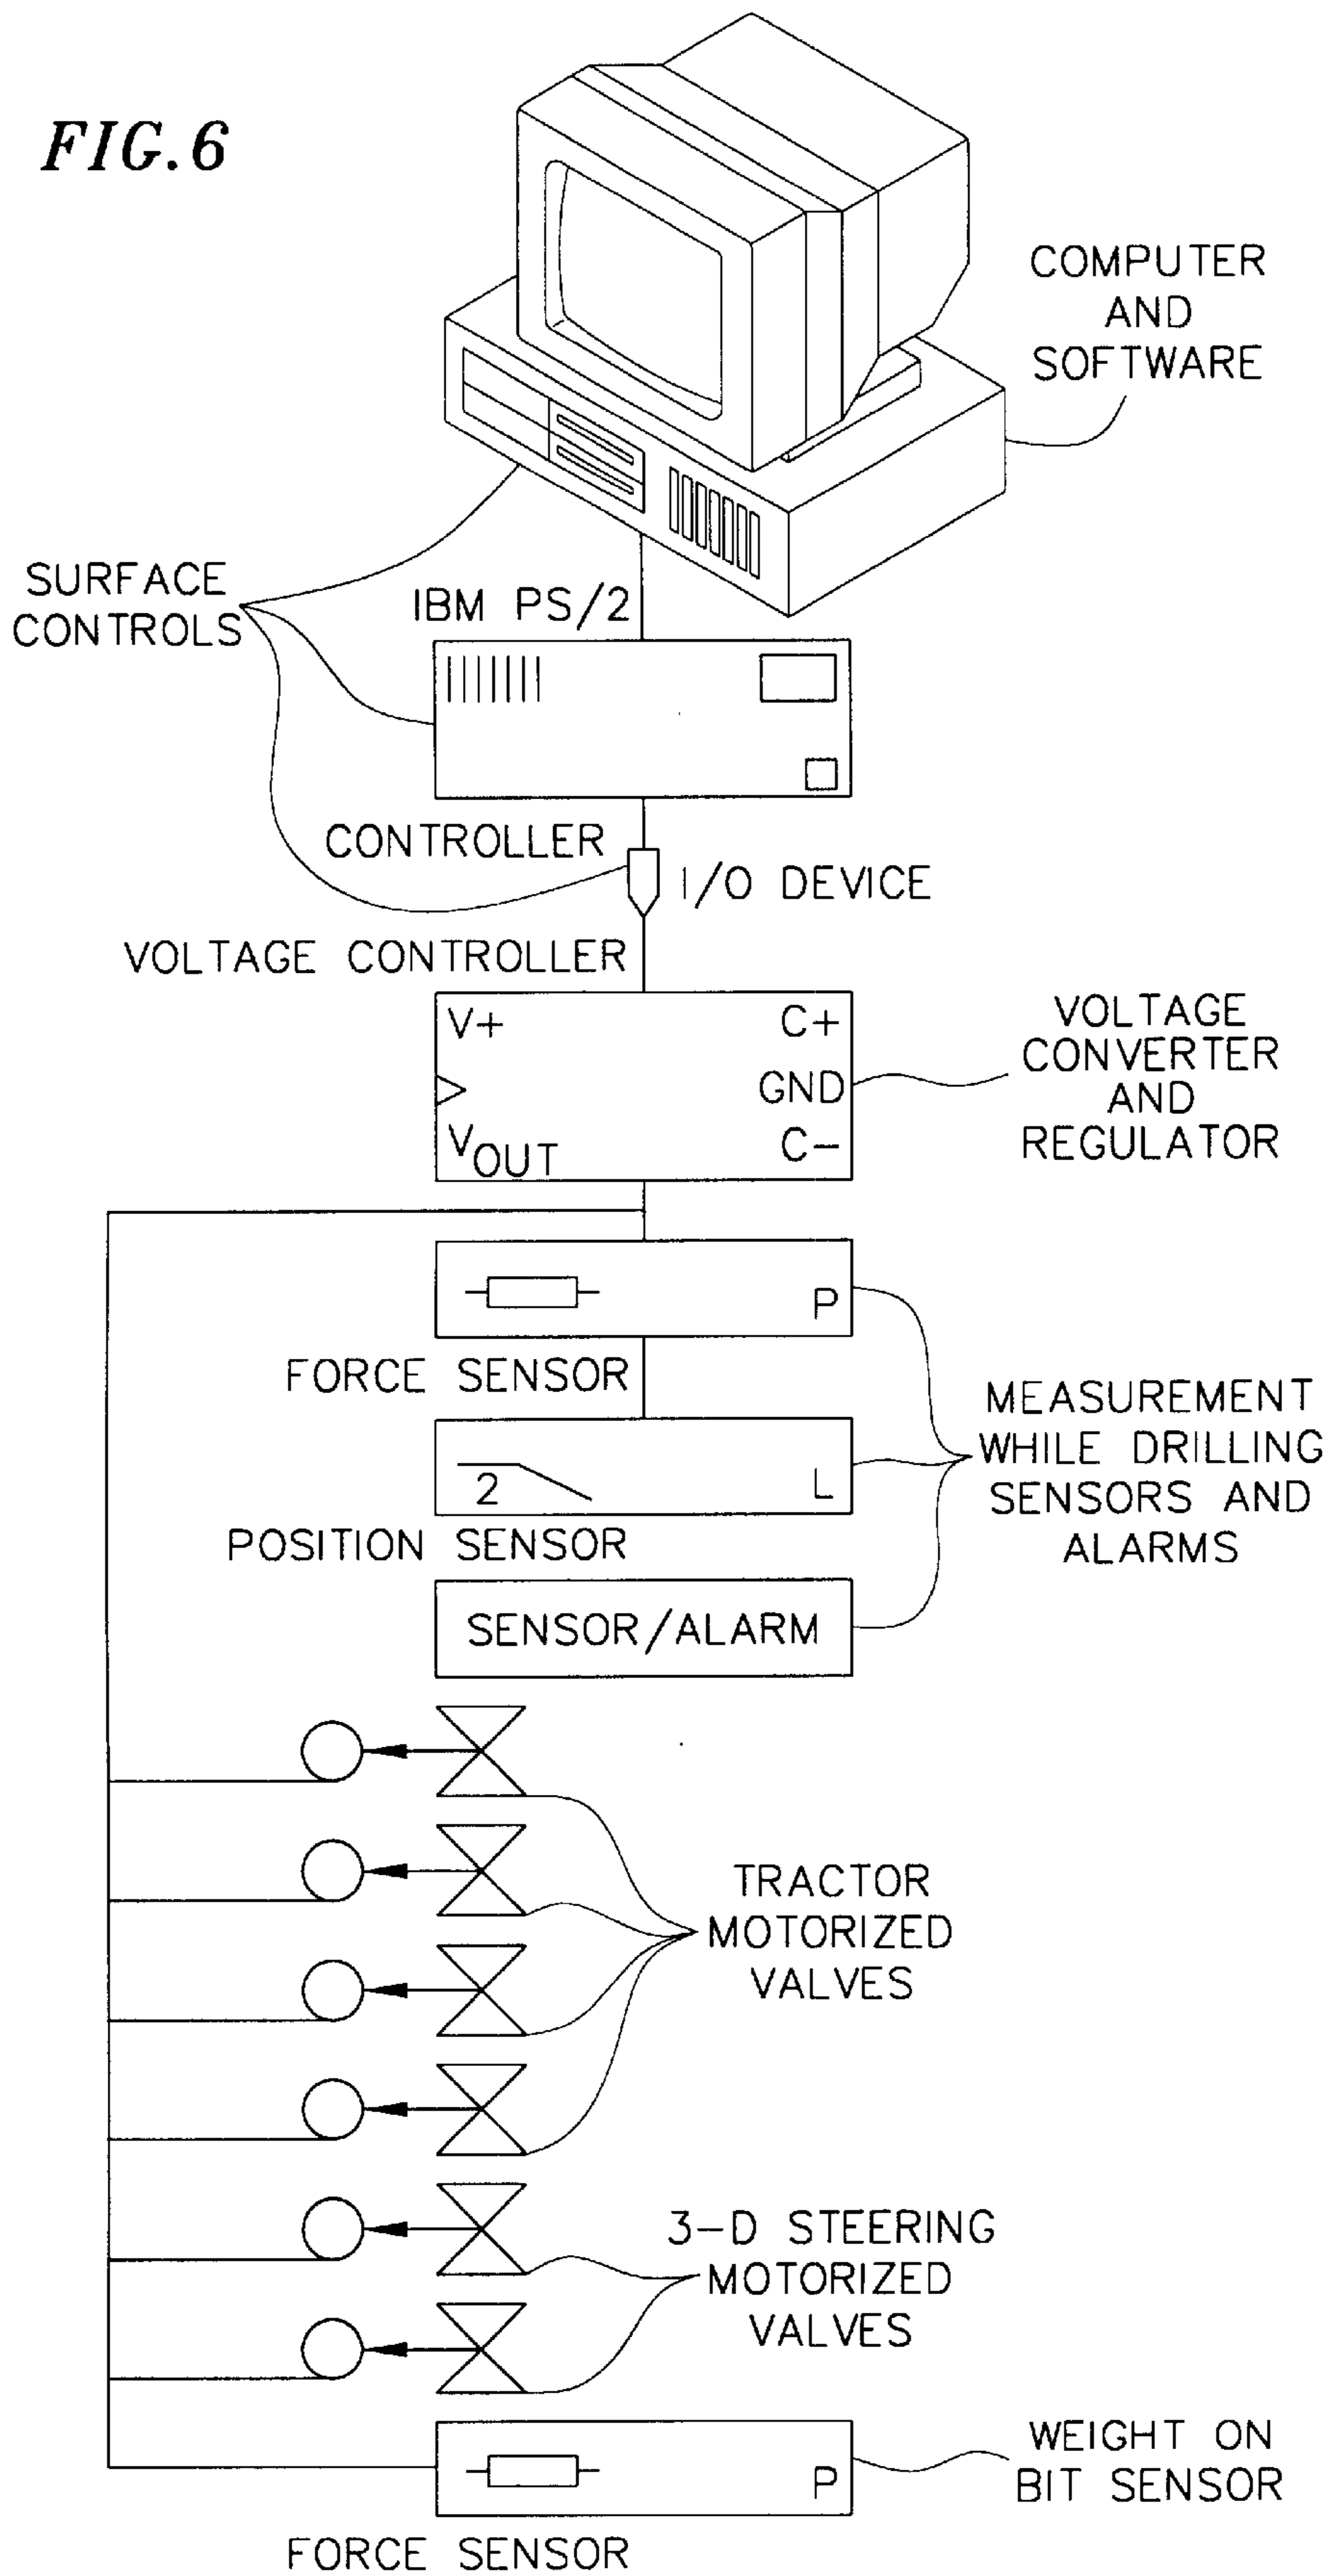 FIG. 6
COMPUTER
AND
SOFTWARE
SURFACE
CONTROLS
IBM PS/2
CONTROLLER
I/O DEVICE
VOLTAGE CONTROLLER
V+
C+
GND
VOUT
C-
VOLTAGE
CONVERTER
AND
REGULATOR
P
FORCE SENSOR
2
L
POSITION SENSOR
MEASUREMENT
WHILE DRILLING
SENSORS AND
ALARMS
SENSOR/ALARM
TRACTOR
MOTORIZED
VALVES
3-D STEERING
MOTORIZED
VALVES
P
WEIGHT ON
BIT SENSOR
FORCE SENSOR